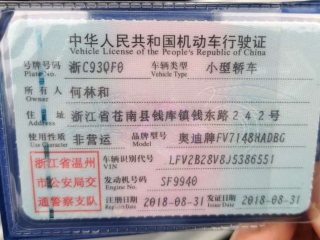 中华人民共和国机动车行驶证
Vehicle License of the People's Republic of China
号牌号码 浙C93QF0 车辆类型 小型轿车
Plate No. Vehicle Type
所有人 何林和
Owner
住址 浙江省苍南县钱库镇钱东路242号
Address
使用性质 非营运 品牌型号 奥迪牌FV7148HADBG
Use Character Model
浙江省温州 车辆识别代号 LFV2B28V8J5386551
VIN
市公安局交 发动机号码 SF9940
Engine No.
通警察支队 注册日期 2018-08-31 发证日期 2018-08-31
Register Date Issue Date